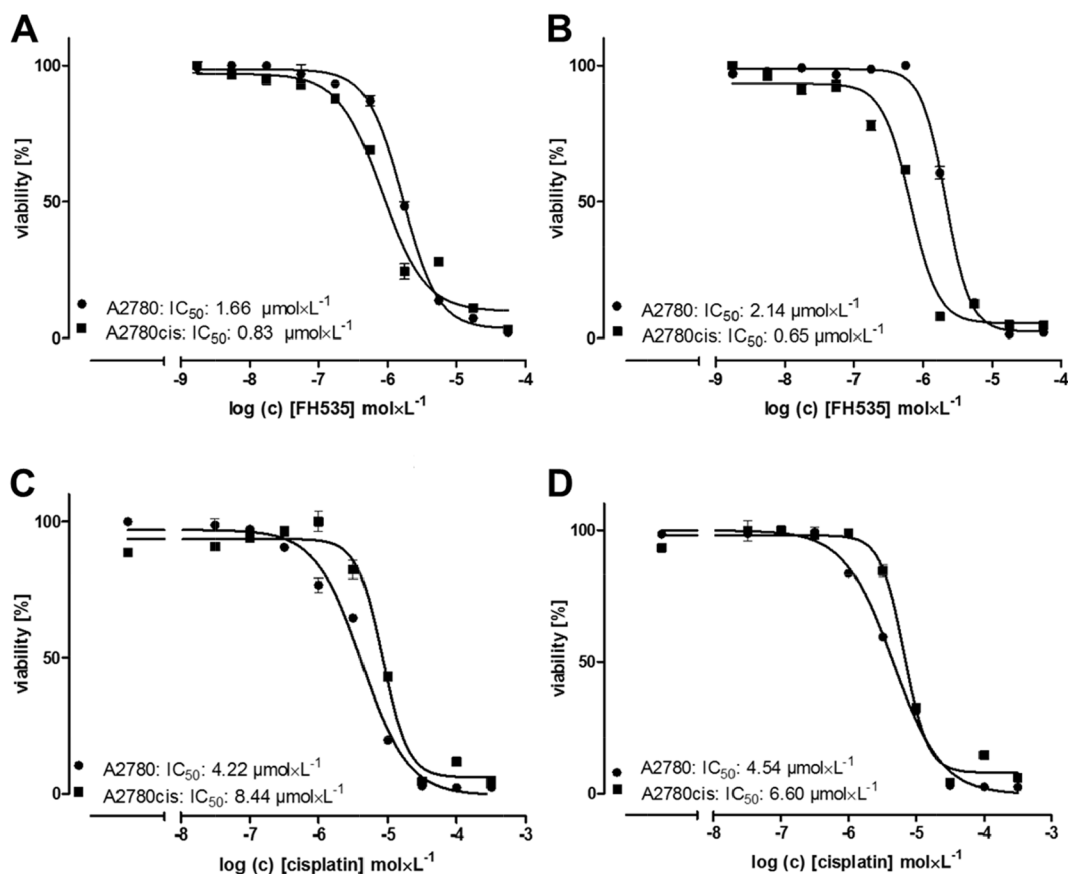 A
B
100
50
0
viability [%]
A2780: IC50: 1.66 µmol×L-1
A2780cis: IC50: 0.83 µmol×L-1
-9
-8
-7
-6
-5
-4
log (c) [FH535] mol×L-1
100
50
0
viability [%]
A2780: IC50: 2.14 µmol×L-1
A2780cis: IC50: 0.65 µmol×L-1
-9
-8
-7
-6
-5
-4
log (c) [FH535] mol×L-1
C
D
100
50
0
viability [%]
A2780: IC50: 4.22 µmol×L-1
A2780cis: IC50: 8.44 µmol×L-1
-8
-7
-6
-5
-4
-3
log (c) [cisplatin] mol×L-1
100
50
0
viability [%]
A2780: IC50: 4.54 µmol×L-1
A2780cis: IC50: 6.60 µmol×L-1
-8
-7
-6
-5
-4
-3
log (c) [cisplatin] mol×L-1